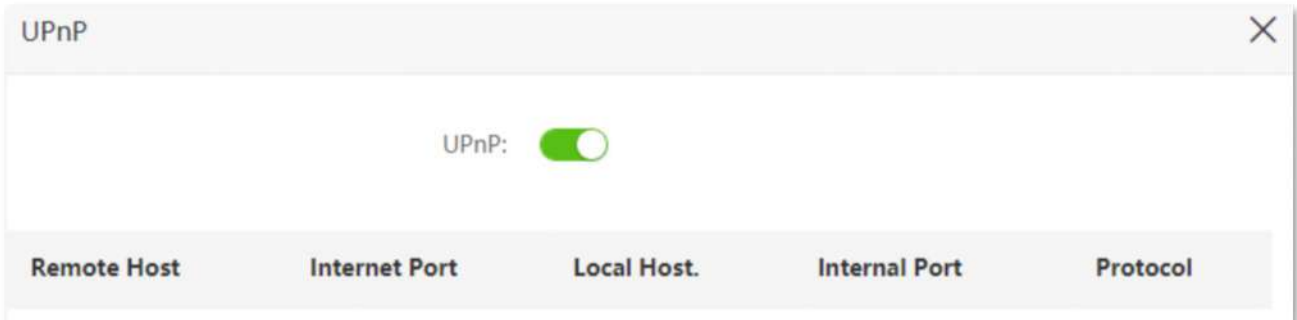 UPnP
UPnP:
Remote Host Internet Port Local Host. Internal Port Protocol